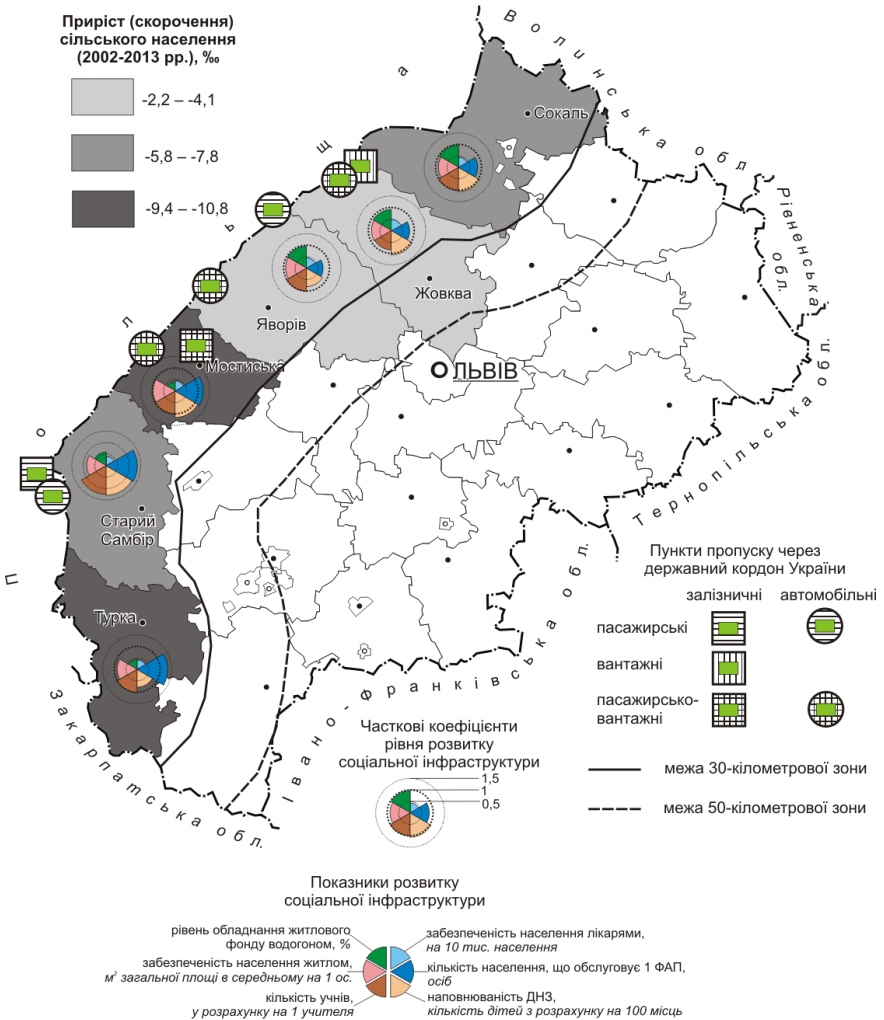 Приріст (скорочення)
сільського населення
(2002-2013 рр.), ‰
-2,2 – -4,1
-5,8 – -7,8
-9,4 – -10,8
Волинська обл.
Рівненська обл.
Польща
Сокаль
Жовква
Яворів
Мостиська
ЛЬВІВ
Старий
Самбір
Турка
Тернопільська обл.
Івано-Франківська обл.
Закарпатська обл.
Пункти пропуску через
державний кордон України
залізничні автомобільні
пасажирські
вантажні
пасажирсько-
вантажні
межа 30-кілометрової зони
межа 50-кілометрової зони
Часткові коефіцієнти
рівня розвитку
соціальної інфраструктури
1,5
1
0,5
Показники розвитку
соціальної інфраструктури
рівень обладнання житлового
фонду водогоном, %
забезпеченість населення житлом,
м² загальної площі в середньому на 1 ос.
кількість учнів,
у розрахунку на 1 учителя
забезпеченість населення лікарями,
на 10 тис. населення
кількість населення, що обслуговує 1 ФАП,
осіб
наповнюваність ДНЗ,
кількість дітей з розрахунку на 100 місць